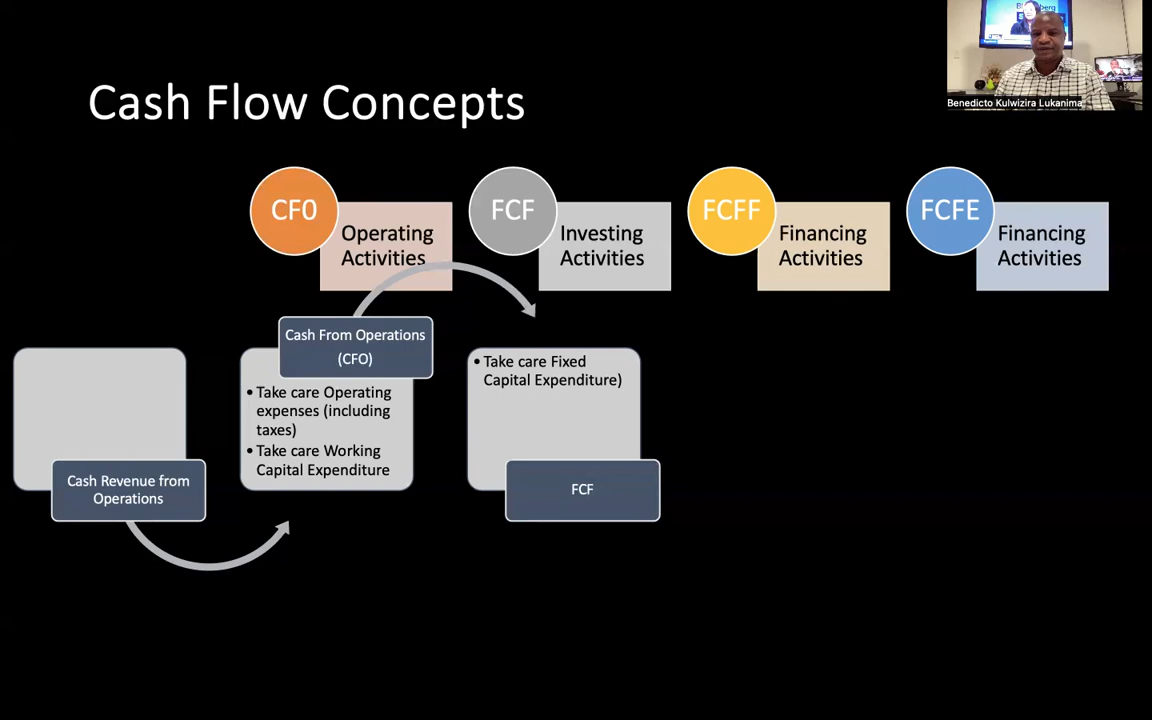 Benedicto Kulwizira Lukanima
Cash Flow Concepts
CF0
Operating
Activities
FCF
Investing
Activities
FCFF
Financing
Activities
FCFE
Financing
Activities
Cash Revenue from
Operations
Cash From Operations
(CFO)
• Take care Operating
expenses (including
taxes)
• Take care Working
Capital Expenditure
• Take care Fixed
Capital Expenditure)
FCF